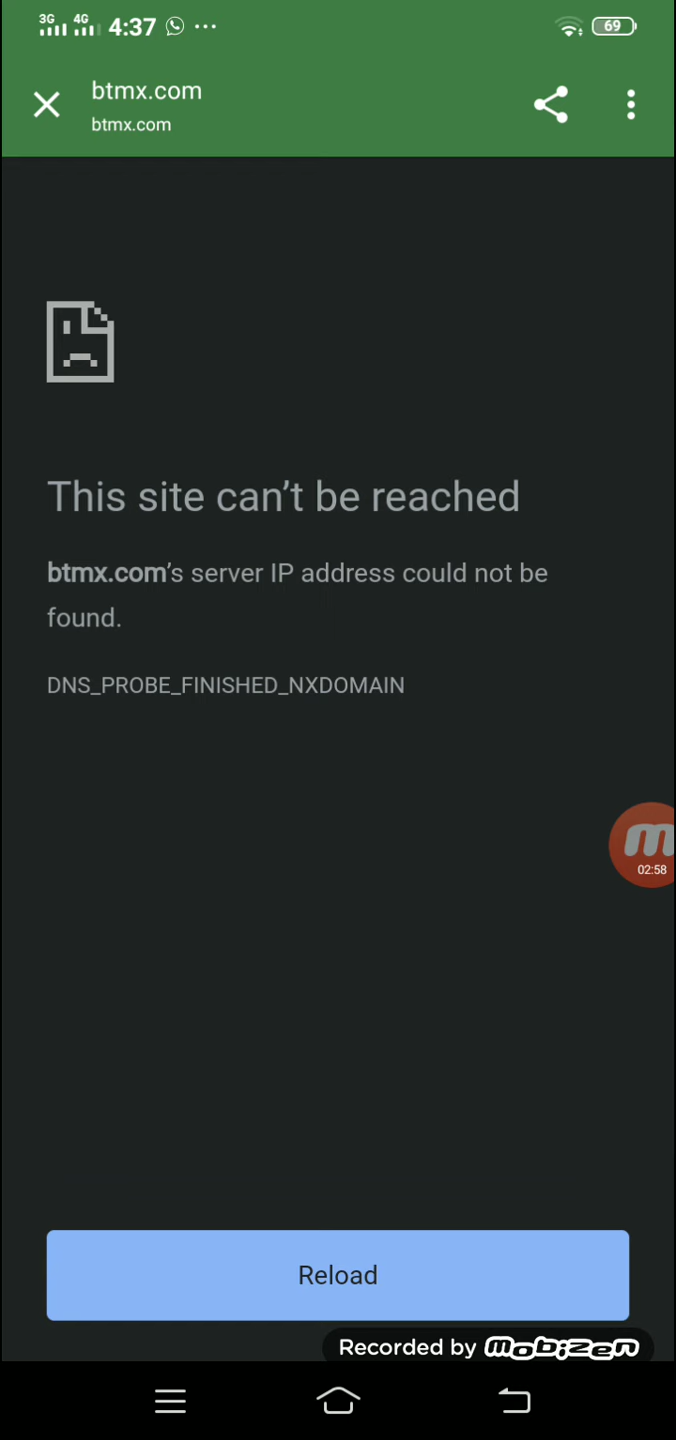 3G 4G 4:37 69
btmx.com
btmx.com
This site can’t be reached
btmx.com’s server IP address could not be
found.
DNS_PROBE_FINISHED_NXDOMAIN
m
02:58
Reload
Recorded by mobizen